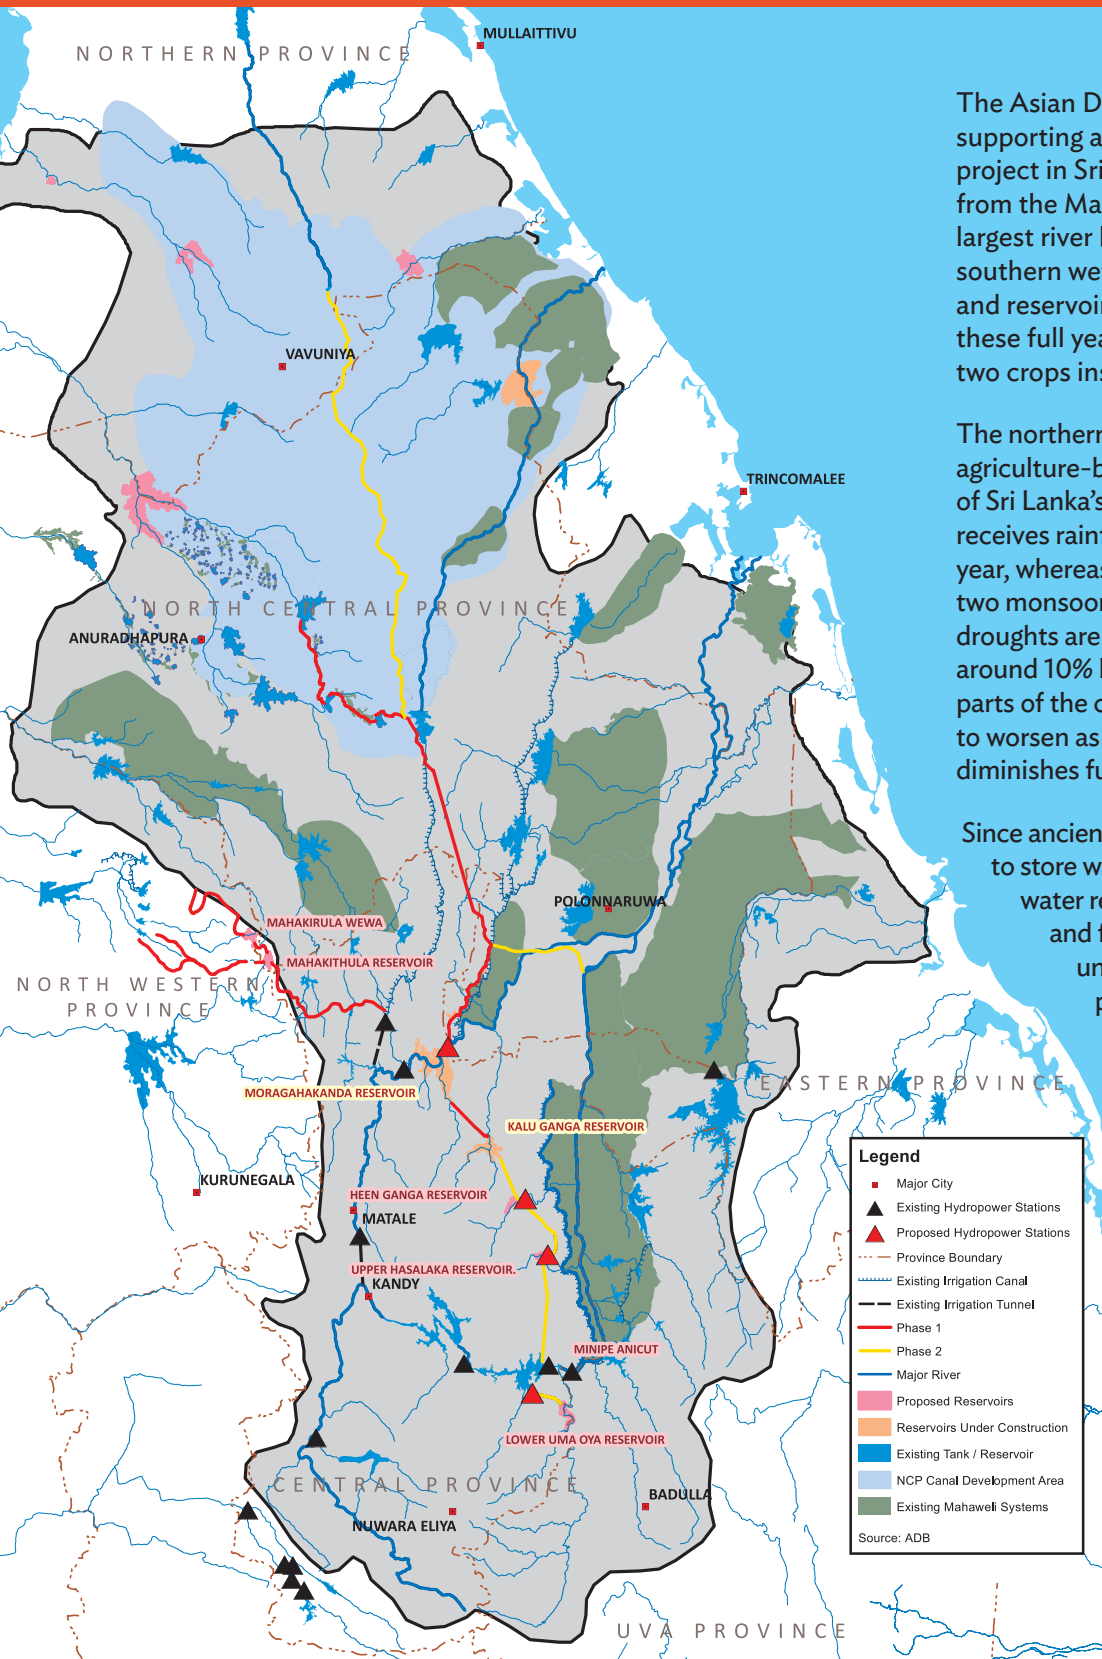 MULLAITTIVU
NORTHERN PROVINCE
The Asian D
supporting a
project in Sri
from the Ma
largest river
southern we
and reservoi
these full yea
two crops ins
VAVUNIYA
The northern
agriculture-b
of Sri Lanka's
receives rain
year, whereas
two monsoon
droughts are
around 10%
parts of the
to worsen as
diminishes fu
TRINCOMALEE
NORTH CENTRAL PROVINCE
ANURADHAPURA
Since ancien
to store w
water re
and f
un
p
POLONNARUWA
MAHAKIRULA WEWA
MAHAKITHULA RESERVOIR
NORTH WESTERN
PROVINCE
MORAGAHAKANDA RESERVOIR
EASTERN PROVINCE
KALU GANGA RESERVOIR
KURUNEGALA
HEEN GANGA RESERVOIR
MATALE
UPPER HASALAKA RESERVOIR.
KANDY
MINIPE ANICUT
LOWER UMA OYA RESERVOIR
CENTRAL PROVINCE
BADULLA
NUWARA ELIYA
UVA PROVINCE
Legend
Major City
Existing Hydropower Stations
Proposed Hydropower Stations
Province Boundary
Existing Irrigation Canal
Existing Irrigation Tunnel
Phase 1
Phase 2
Major River
Proposed Reservoirs
Reservoirs Under Construction
Existing Tank / Reservoir
NCP Canal Development Area
Existing Mahaweli Systems
Source: ADB